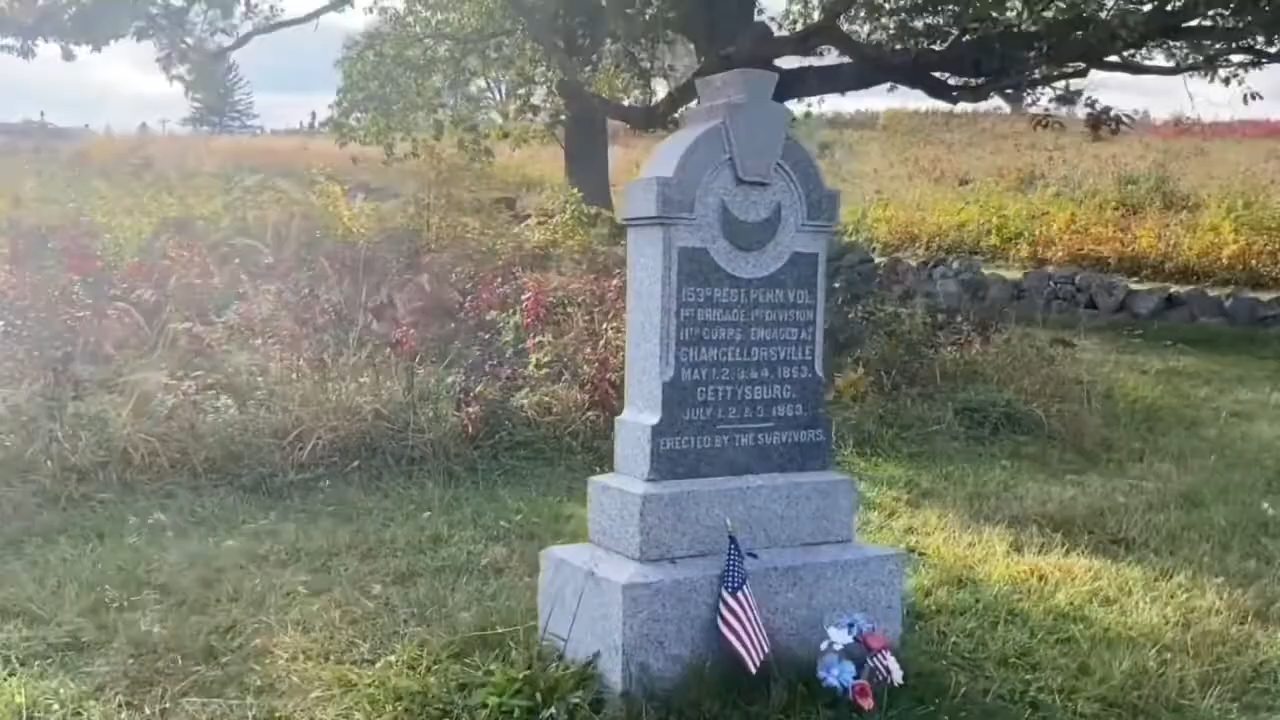 153D REGT. PENN. VOL.
1ST BRIGADE. 1ST DIVISION
11TH CORPS. ENGAGED AT
CHANCELLORSVILLE
MAY 1. 2. 3. & 4. 1863.
GETTYSBURG.
JULY 1. 2. & 3. 1863.
ERECTED BY THE SURVIVORS.